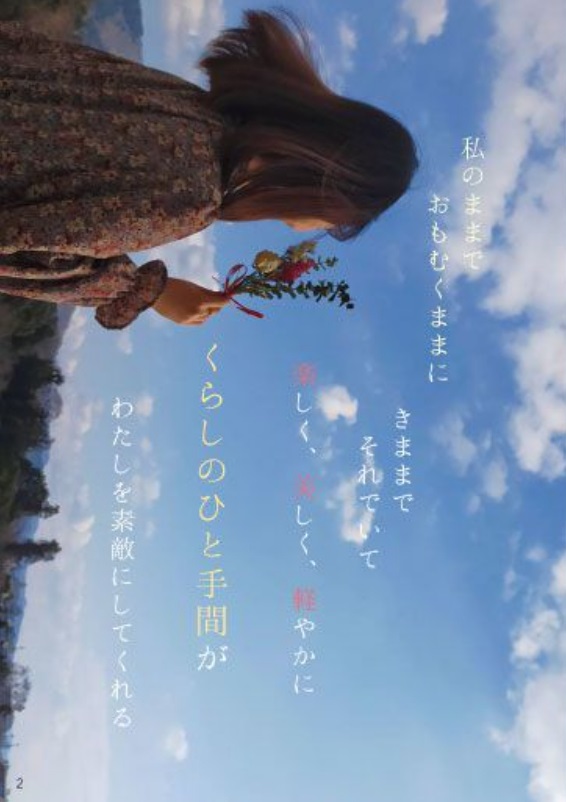 私のままで
おもむくままに
きままで
それでいて
楽しく、美しく、軽やかに
くらしのひと手間が
わたしを素敵にしてくれる
2